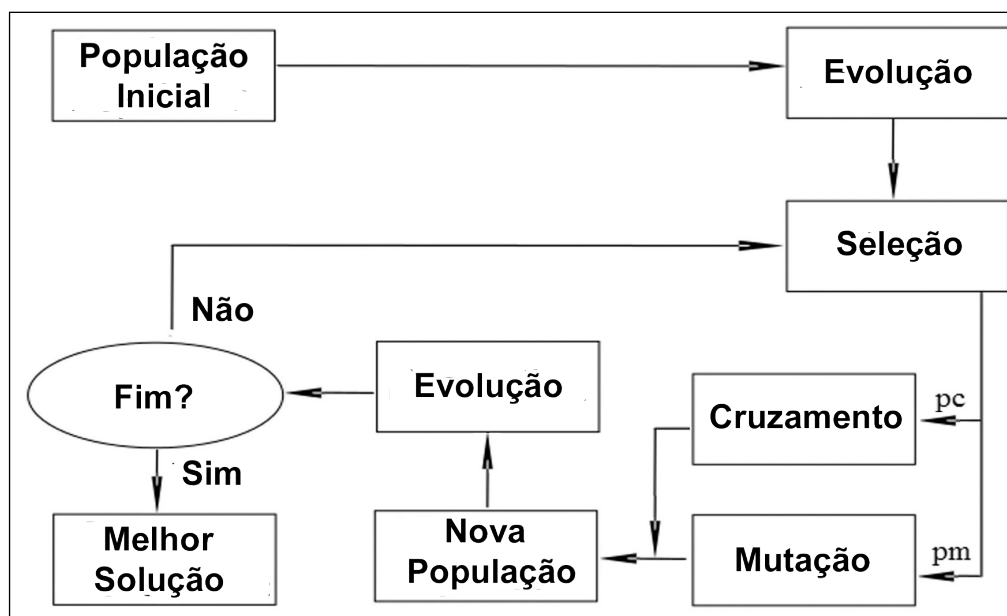 População
Inicial
Evolução
Seleção
Não
Fim?
Evolução
Cruzamento
pc
Sim
Melhor
Solução
Nova
População
Mutação
pm